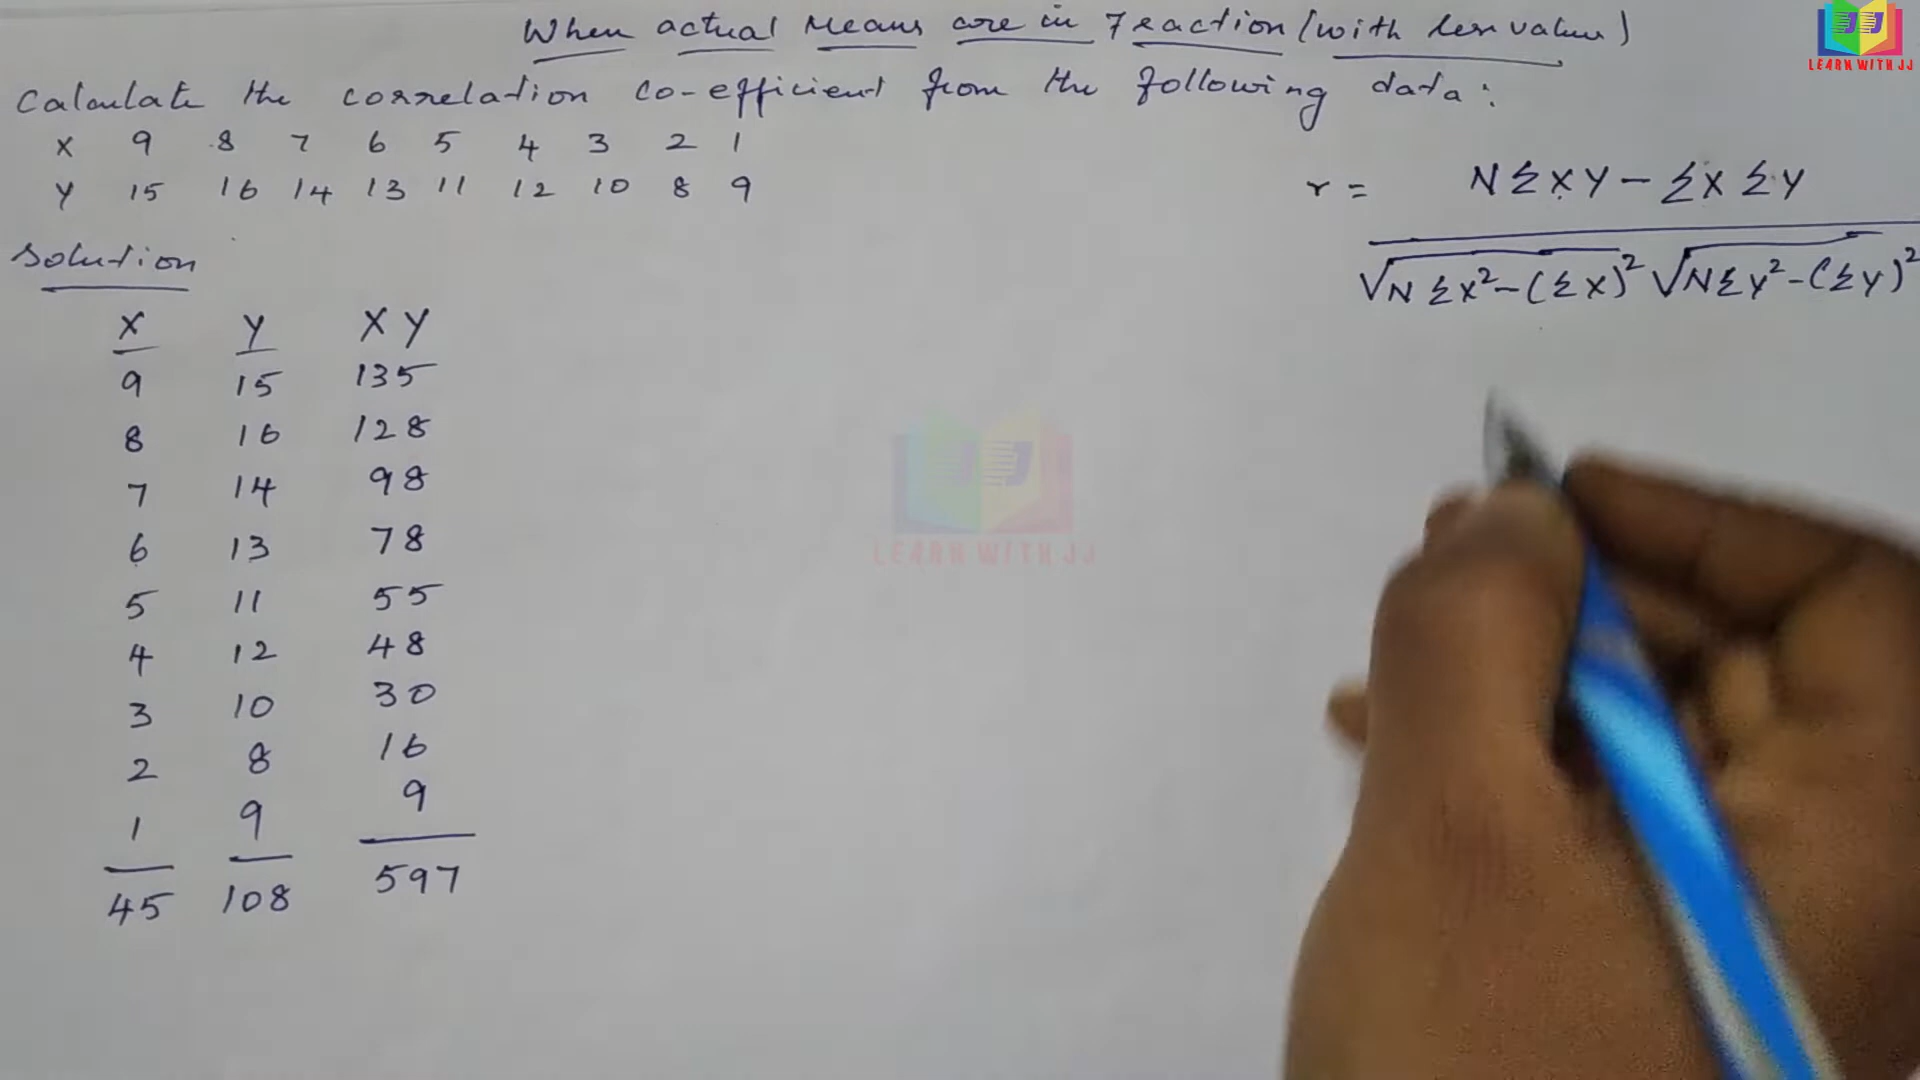 When actual Means are in Fraction (with less values)
LEARN WITH JJ
Calculate the correlation co-efficient from the following data:
X 9 8 7 6 5 4 3 2 1
Y 15 16 14 13 11 12 10 8 9
r = N ΣXY - ΣX ΣY
√NΣX²-(ΣX)² √NΣY²-(ΣY)²
Solution
X Y XY
9 15 135
8 16 128
7 14 98
6 13 78
5 11 55
4 12 48
3 10 30
2 8 16
1 9 9
45 108 597
LEARN WITH JJ